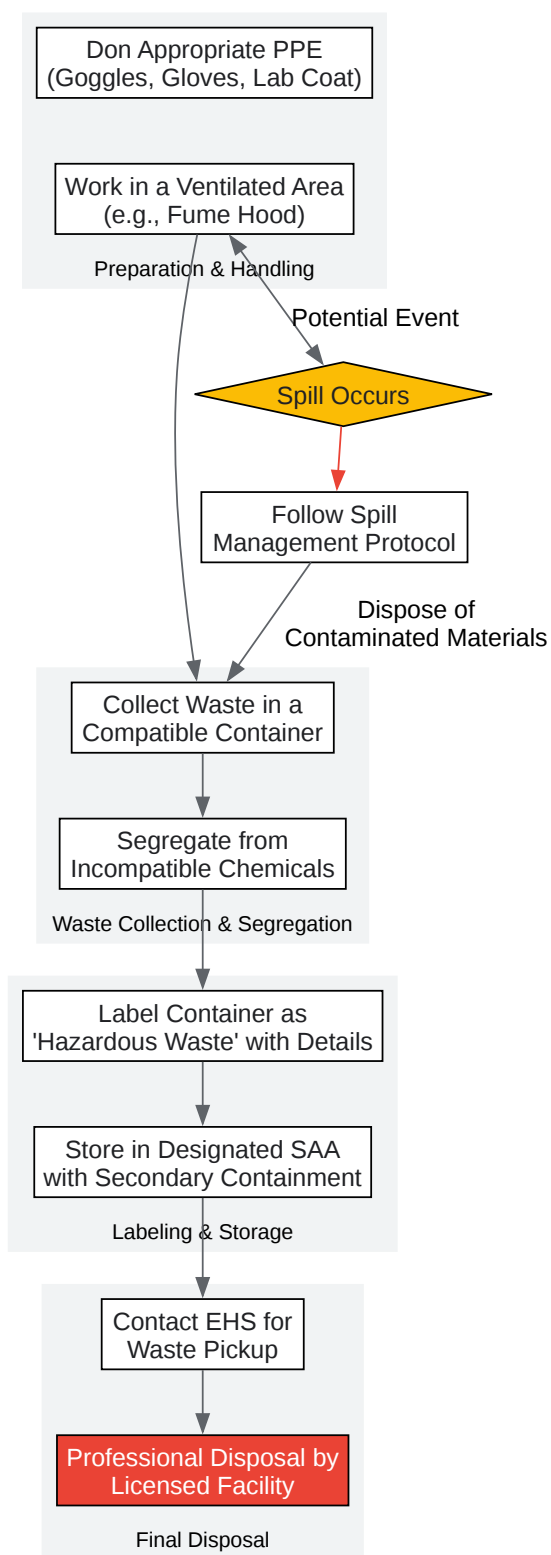 Don Appropriate PPE
(Goggles, Gloves, Lab Coat)
Work in a Ventilated Area
(e.g., Fume Hood)
Preparation & Handling
Potential Event
Spill Occurs
Follow Spill
Management Protocol
Dispose of
Contaminated Materials
Collect Waste in a
Compatible Container
Segregate from
Incompatible Chemicals
Waste Collection & Segregation
Label Container as
'Hazardous Waste' with Details
Store in Designated SAA
with Secondary Containment
Labeling & Storage
Contact EHS for
Waste Pickup
Professional Disposal by
Licensed Facility
Final Disposal